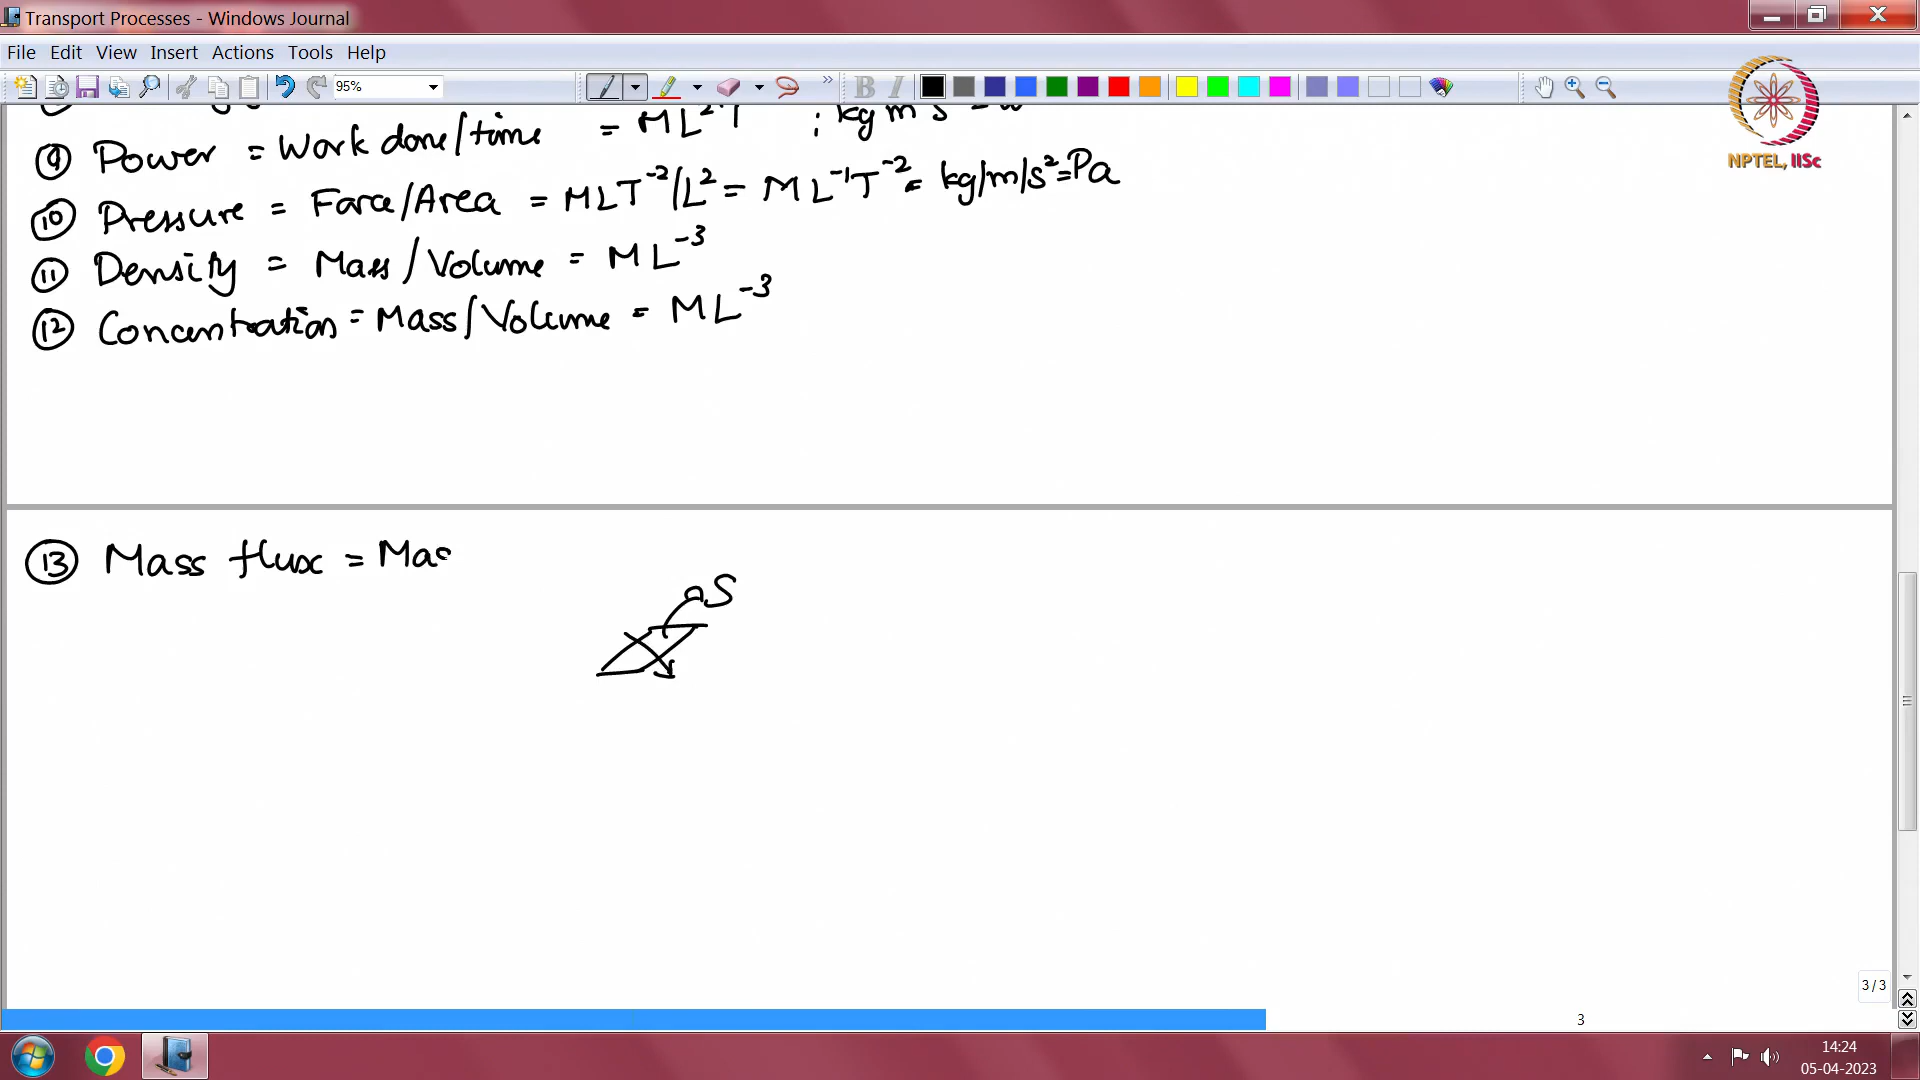 Transport Processes - Windows Journal
File Edit View Insert Actions Tools Help
95%
NPTEL, IISc
⑨ Power = Work done/time = ML²T ; kg m s = W
⑩ Pressure = Force/Area = MLT⁻²/L² = ML⁻¹T⁻² = kg/m/s² = Pa
⑪ Density = Mass/Volume = ML⁻³
⑫ Concentration = Mass/Volume = ML⁻³
⑬ Mass flux = Mas
S
3 / 3
3
14:24
05-04-2023